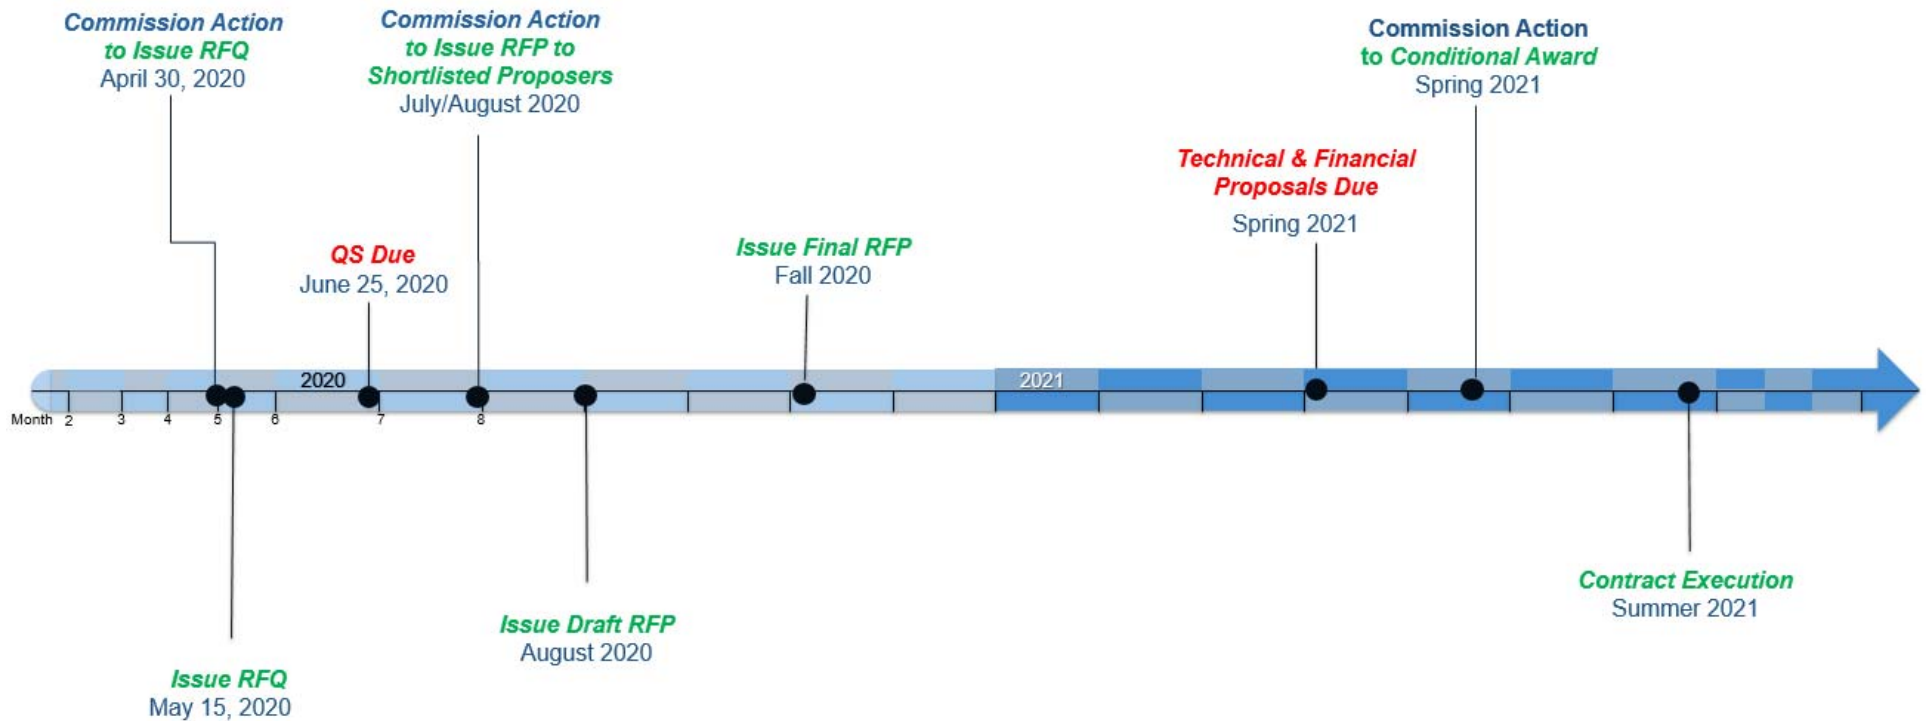 Commission Action
to Issue RFQ
April 30, 2020
Commission Action
to Issue RFP to
Shortlisted Proposers
July/August 2020
Commission Action
to Conditional Award
Spring 2021
Technical & Financial
Proposals Due
Spring 2021
QS Due
June 25, 2020
Issue Final RFP
Fall 2020
2020
2021
Month 2 3 4 5 6 7 8
Contract Execution
Summer 2021
Issue Draft RFP
August 2020
Issue RFQ
May 15, 2020